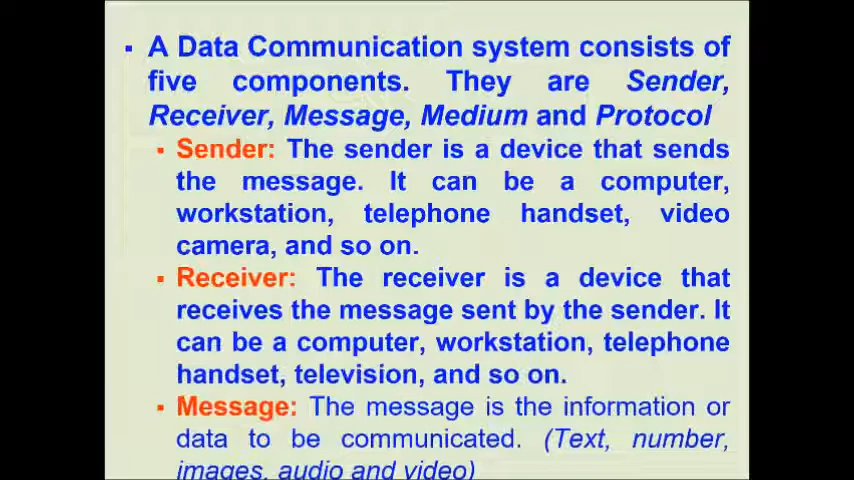 ▪ A Data Communication system consists of
five components. They are Sender,
Receiver, Message, Medium and Protocol
▪ Sender: The sender is a device that sends
the message. It can be a computer,
workstation, telephone handset, video
camera, and so on.
▪ Receiver: The receiver is a device that
receives the message sent by the sender. It
can be a computer, workstation, telephone
handset, television, and so on.
▪ Message: The message is the information or
data to be communicated. (Text, number,
images, audio and video)